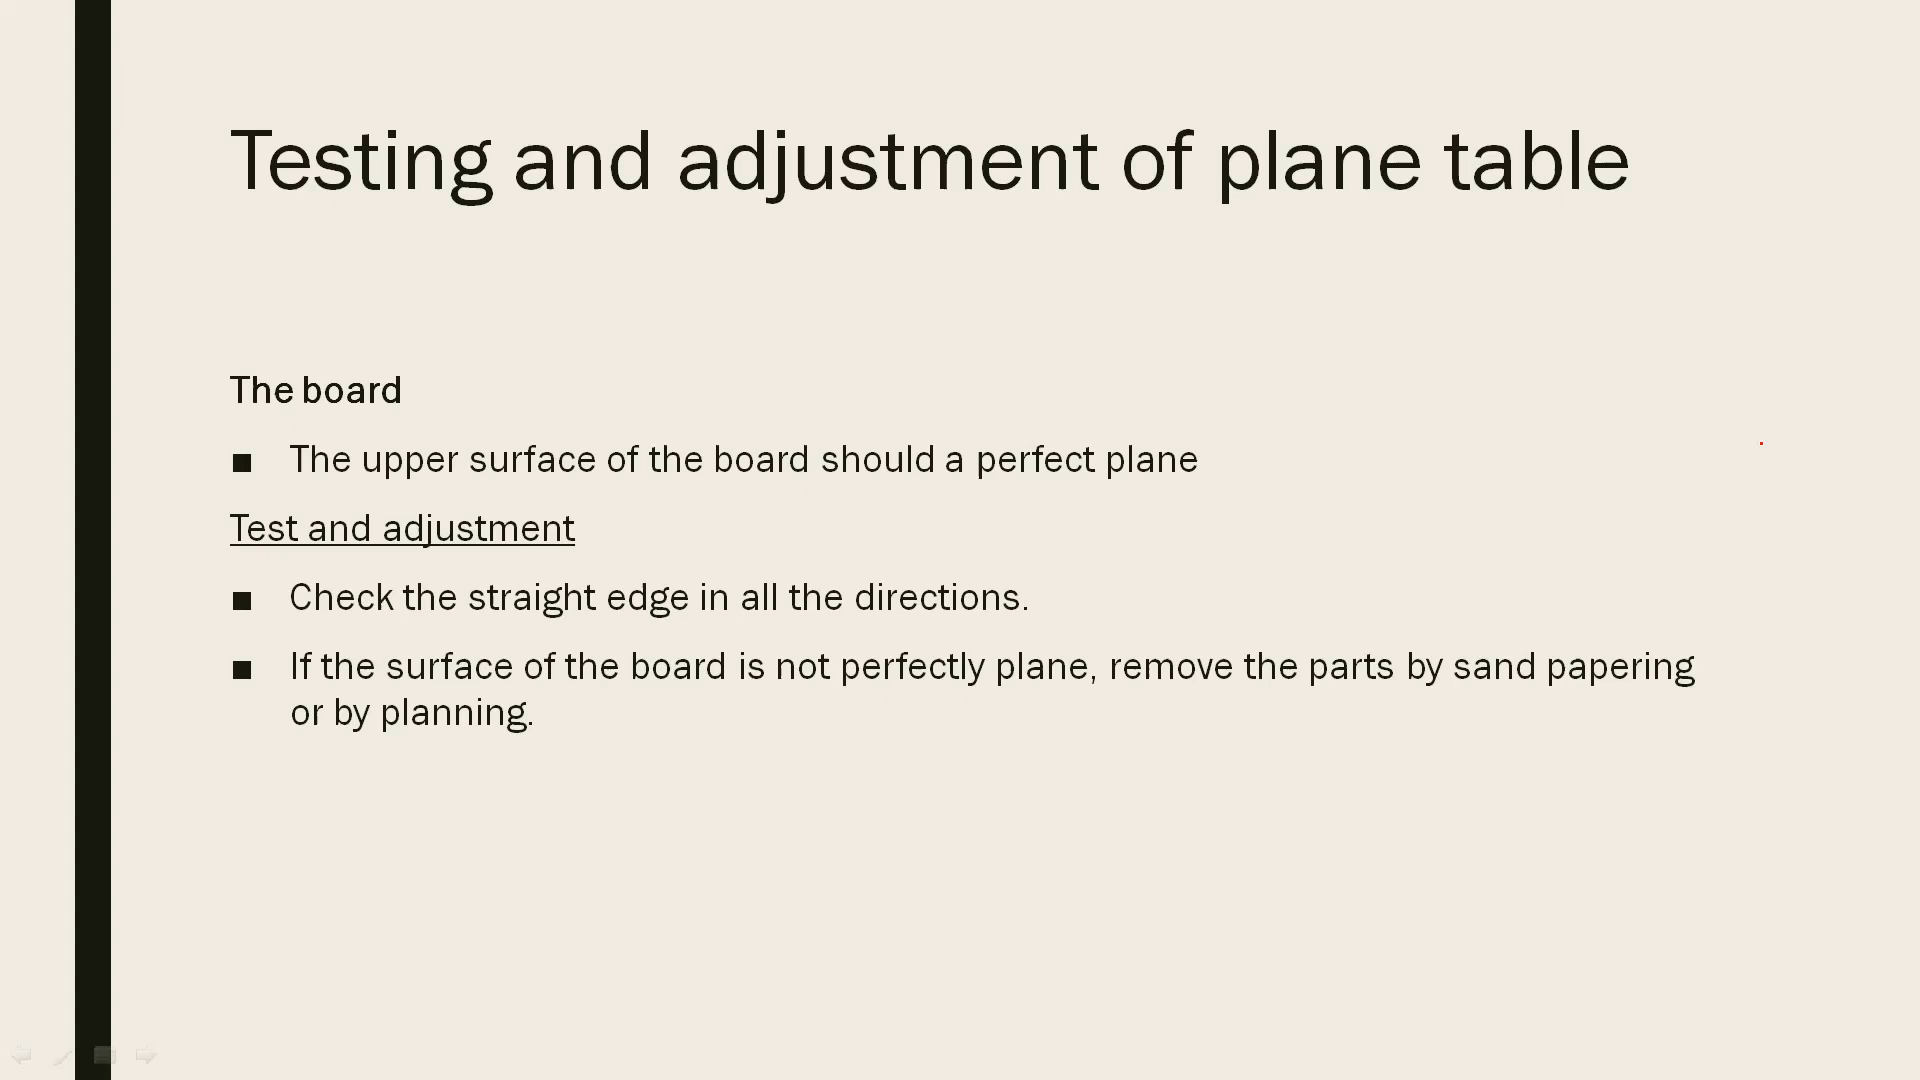 Testing and adjustment of plane table
The board
■ The upper surface of the board should a perfect plane
Test and adjustment
■ Check the straight edge in all the directions.
■ If the surface of the board is not perfectly plane, remove the parts by sand papering
or by planning.